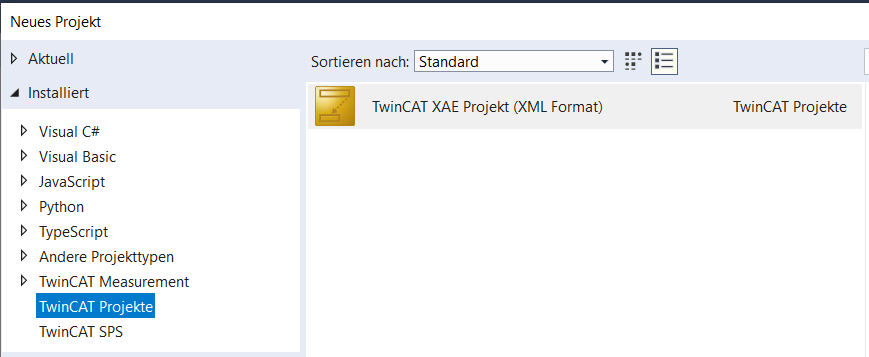 Neues Projekt
Aktuell
Installiert
Visual C#
Visual Basic
JavaScript
Python
TypeScript
Andere Projekttypen
TwinCAT Measurement
TwinCAT Projekte
TwinCAT SPS
Sortieren nach: Standard
TwinCAT XAE Projekt (XML Format) TwinCAT Projekte